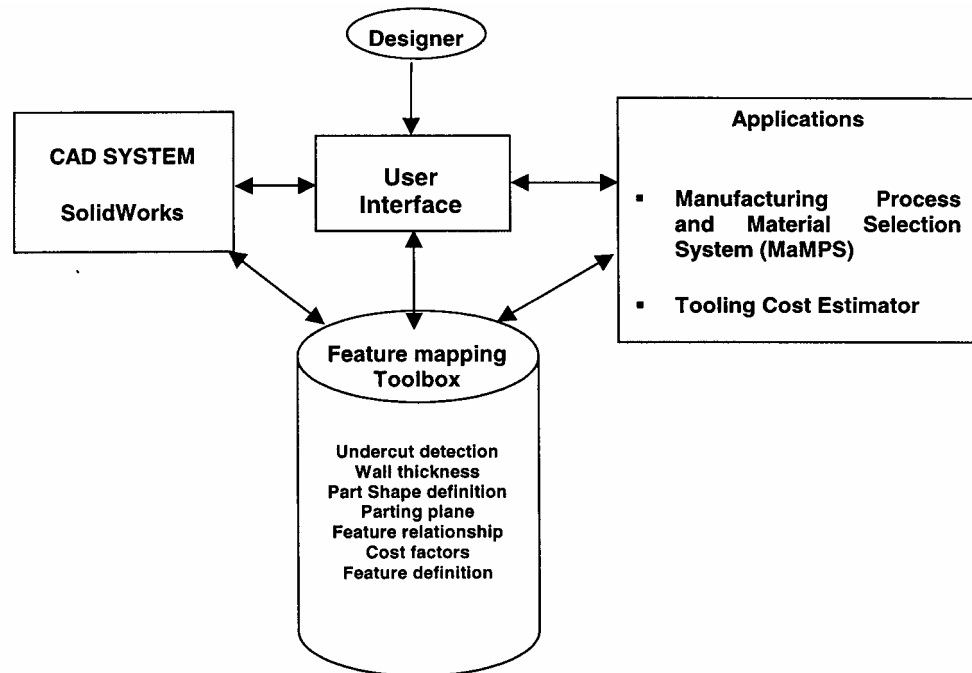 Designer
CAD SYSTEM
SolidWorks
User
Interface
Applications
▪ Manufacturing Process
and Material Selection
System (MaMPS)
▪ Tooling Cost Estimator
Feature mapping
Toolbox
Undercut detection
Wall thickness
Part Shape definition
Parting plane
Feature relationship
Cost factors
Feature definition